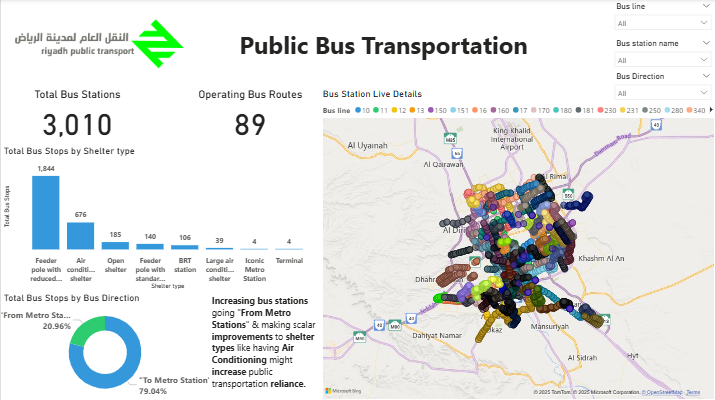 النقل العام لمدينة الرياض
riyadh public transport
Public Bus Transportation
Bus line
All
Bus station name
All
Bus Direction
All
Total Bus Stations
3,010
Operating Bus Routes
89
Total Bus Stops by Shelter type
Total Bus Stops
1,844
676
185
140
106
39
4
4
Feeder pole with reduced...
Air conditi... shelter
Open shelter
Feeder pole with standar...
BRT station
Large air conditi... shelter
Iconic Metro Station
Terminal
Shelter type
Total Bus Stops by Bus Direction
"From Metro Sta...
20.96%
"To Metro Station"
79.04%
Increasing bus stations
going "From Metro
Stations" & making scalar
improvements to shelter
types like having Air
Conditioning might
increase public
transportation reliance.
Bus Station Live Details
Bus line 10 11 12 13 150 151 16 160 17 170 180 181 230 231 250 280 340
Al Uyainah
King Khalid
International
Airport
Al Qairawan
Dammam Road
Al Rimal
Khashm Al An
Mansuriyah
Dahiyat Namar
Al Sidrah
Hyt
Microsoft Bing
© 2025 TomTom, © 2025 Microsoft Corporation, © OpenStreetMap Terms